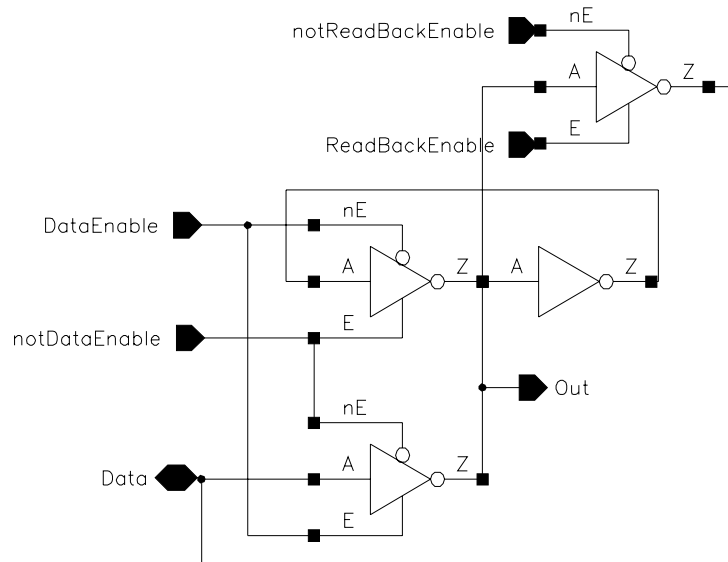 nE
notReadBackEnable
A
Z
E
ReadBackEnable
nE
DataEnable
A
Z
A
Z
E
notDataEnable
Out
nE
A
Z
Data
E